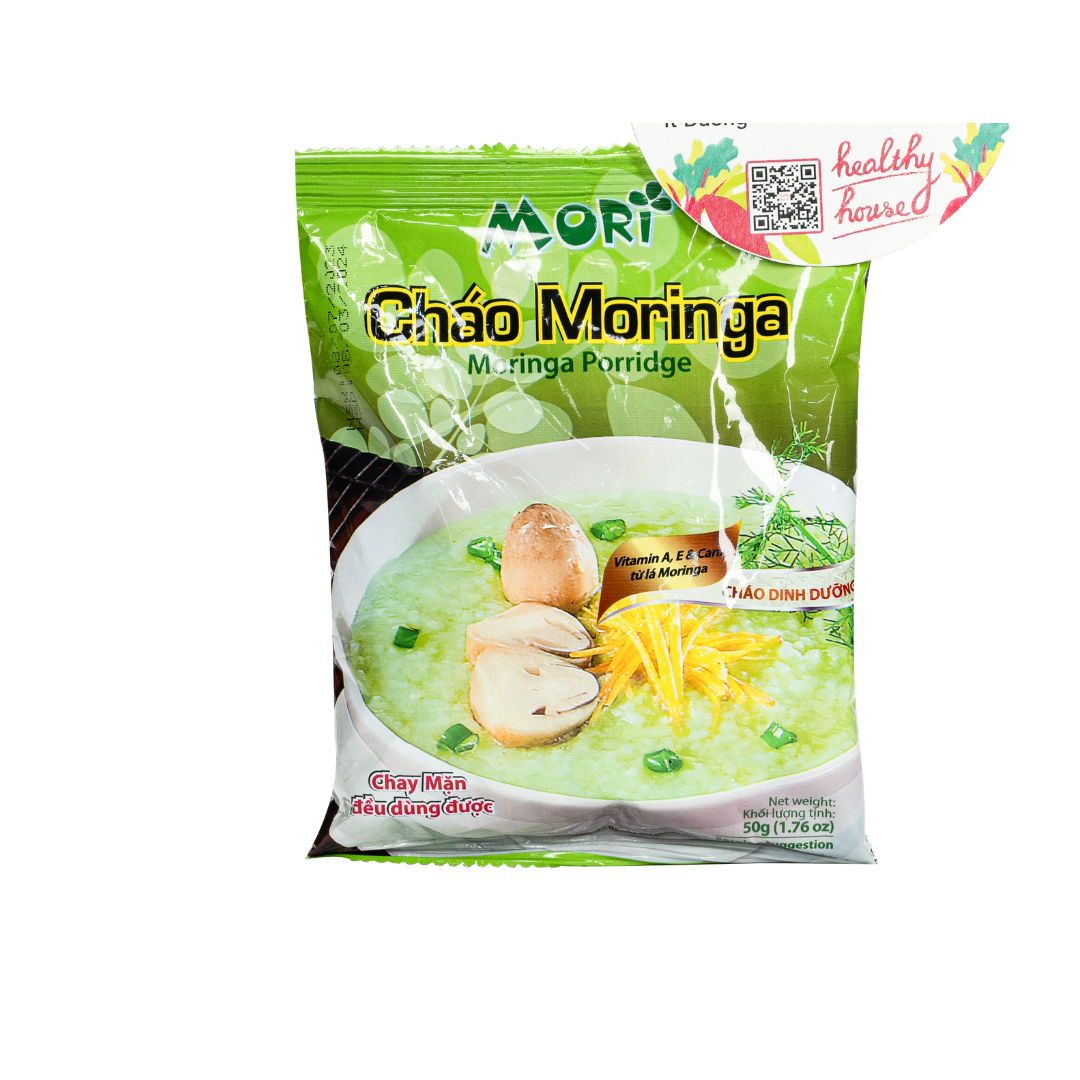 healthy
house
MORI
Cháo Moringa
Moringa Porridge
Vitamin A, E &
từ lá Moringa
CHÁO DINH DƯỠNG
Chay Mặn
đều dùng được
Net weight:
Khối lượng tịnh:
50g (1.76 oz)